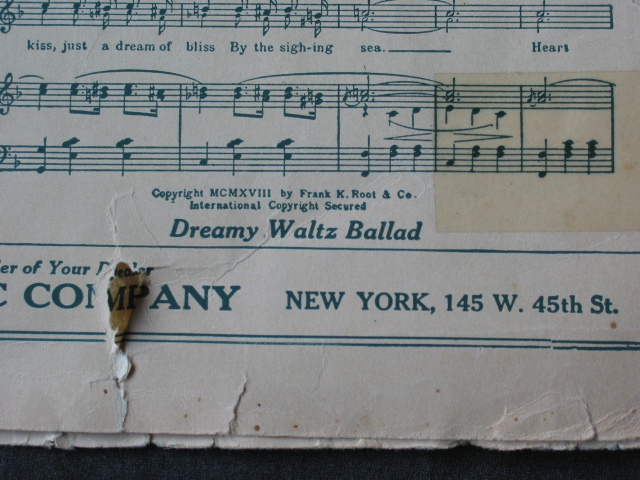 kiss, just a dream of bliss By the sigh-ing sea. Heart
Copyright MCMXVIII by Frank K. Root & Co.
International Copyright Secured
Dreamy Waltz Ballad
of Your Dealer
C COMPANY NEW YORK, 145 W. 45th St.